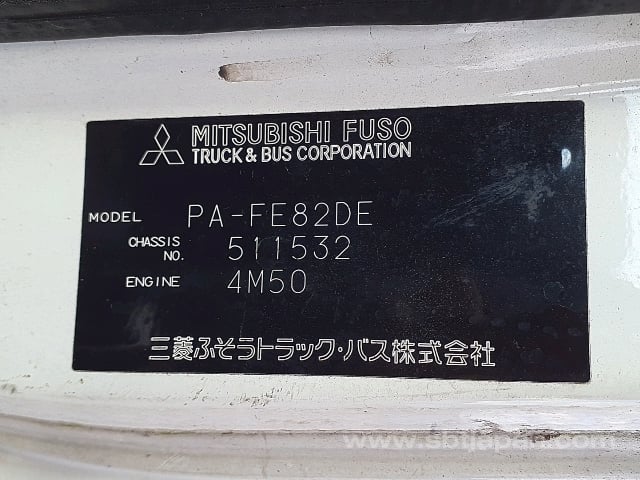 MITSUBISHI FUSO
TRUCK & BUS CORPORATION
MODEL PA-FE82DE
CHASSIS NO. 511532
ENGINE 4M50
三菱ふそうトラック・バス株式会社
www.sbtjapan.com